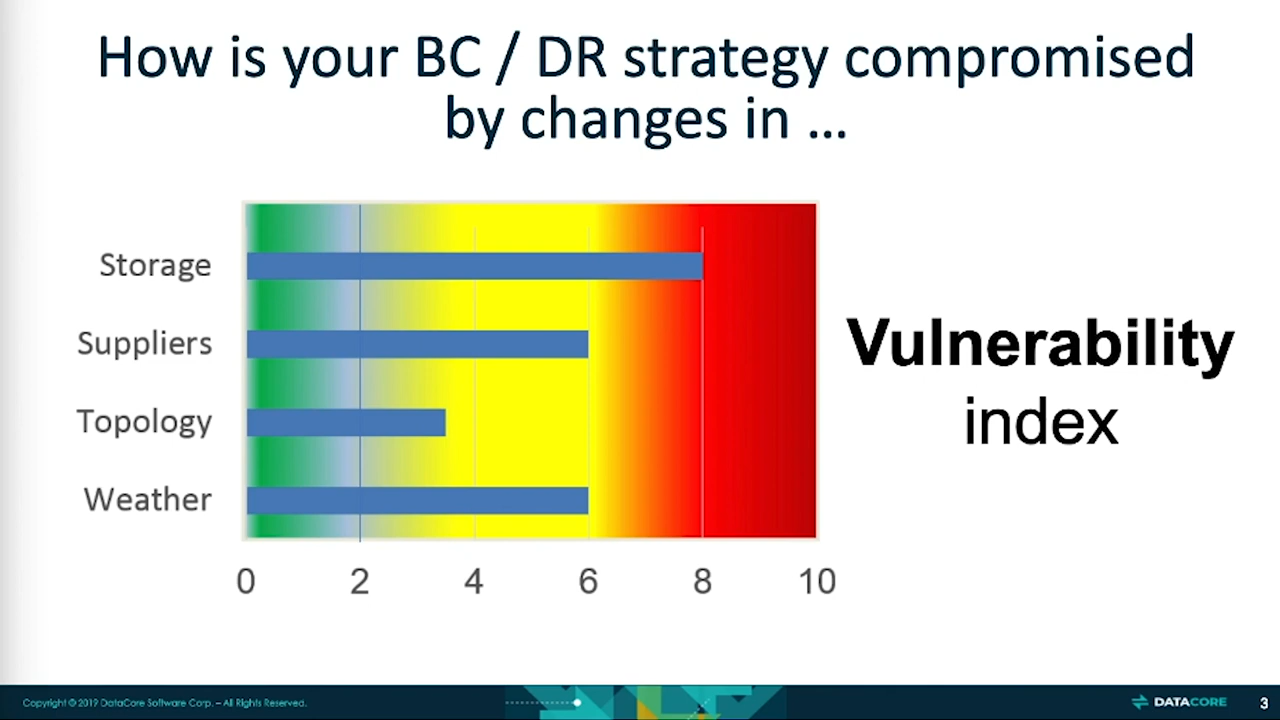 How is your BC / DR strategy compromised
by changes in ...
Storage
Suppliers
Topology
Weather
0 2 4 6 8 10
Vulnerability
index
Copyright © 2019 DataCore Software Corp. – All Rights Reserved.
DATACORE
3